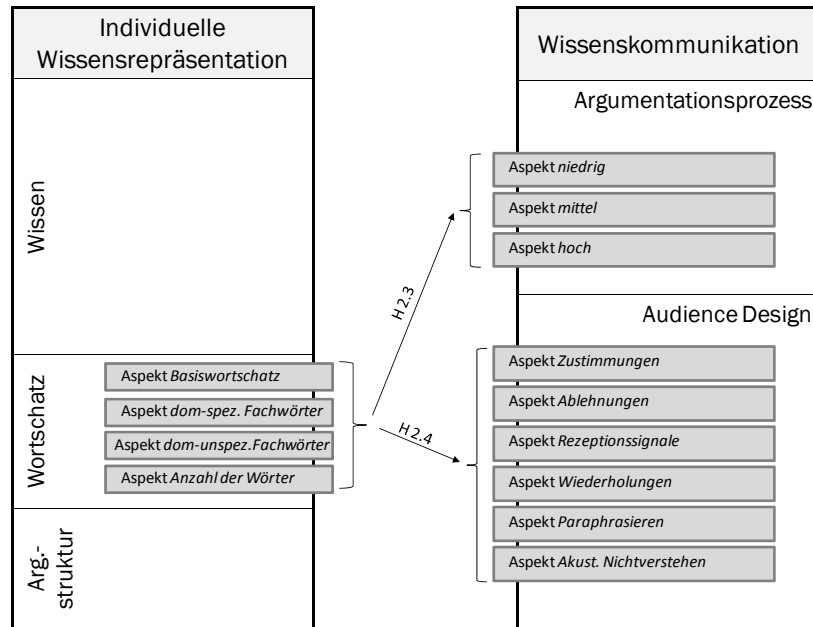 Individuelle
Wissensrepräsentation
Wissen
Wortschatz
Aspekt Basiswortschatz
Aspekt dom-spez. Fachwörter
Aspekt dom-unspez.Fachwörter
Aspekt Anzahl der Wörter
Arg.-
struktur
H 2.3
H 2.4
Wissenskommunikation
Argumentationsprozess
Aspekt niedrig
Aspekt mittel
Aspekt hoch
Audience Design
Aspekt Zustimmungen
Aspekt Ablehnungen
Aspekt Rezeptionssignale
Aspekt Wiederholungen
Aspekt Paraphrasieren
Aspekt Akust. Nichtverstehen